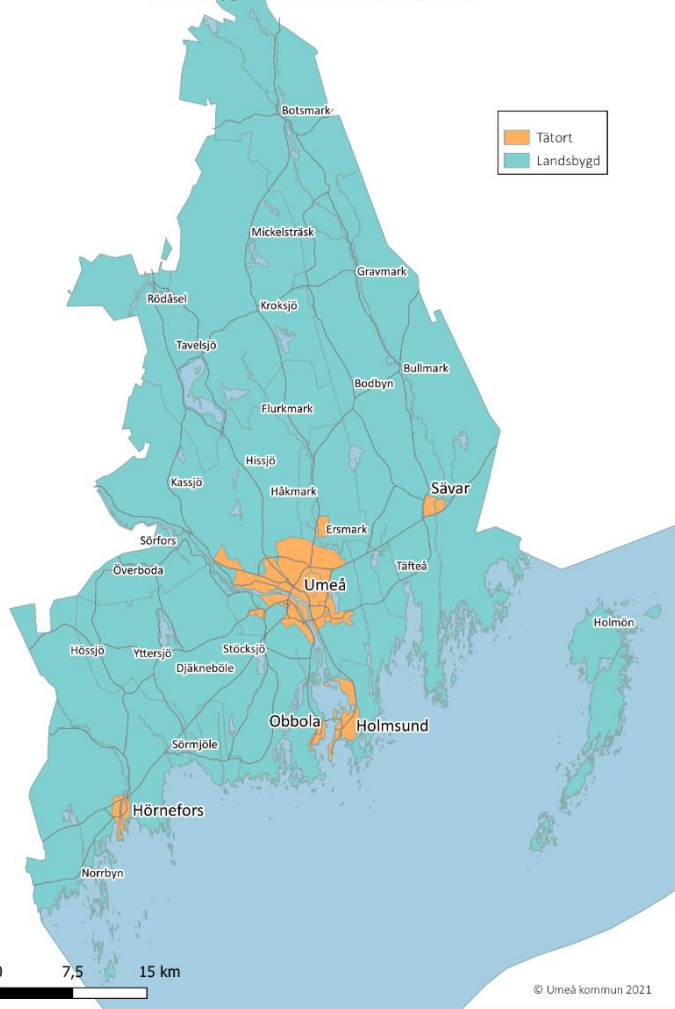 Botsmark
Tätort
Landsbygd
Mickelsträsk
Gravmark
Rödåsel
Kroksjö
Tavelsjö
Bullmark
Bodbyn
Flurkmark
Hissjö
Kassjö
Håkmark
Sävar
Ersmark
Sörfors
Överboda
Täfteå
Umeå
Holmön
Hössjö
Yttersjö
Stöcksjö
Djäkneböle
Obbola
Holmsund
Sörmjöle
Hörnefors
Norrbyn
0 7,5 15 km
© Umeå kommun 2021